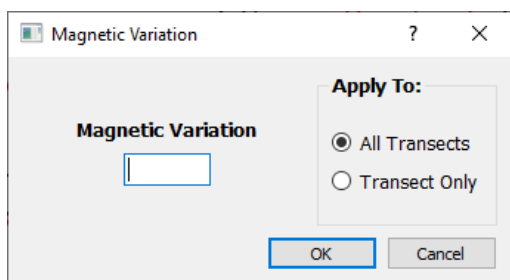 Magnetic Variation
?
Apply To:
Magnetic Variation
All Transects
Transect Only
OK
Cancel